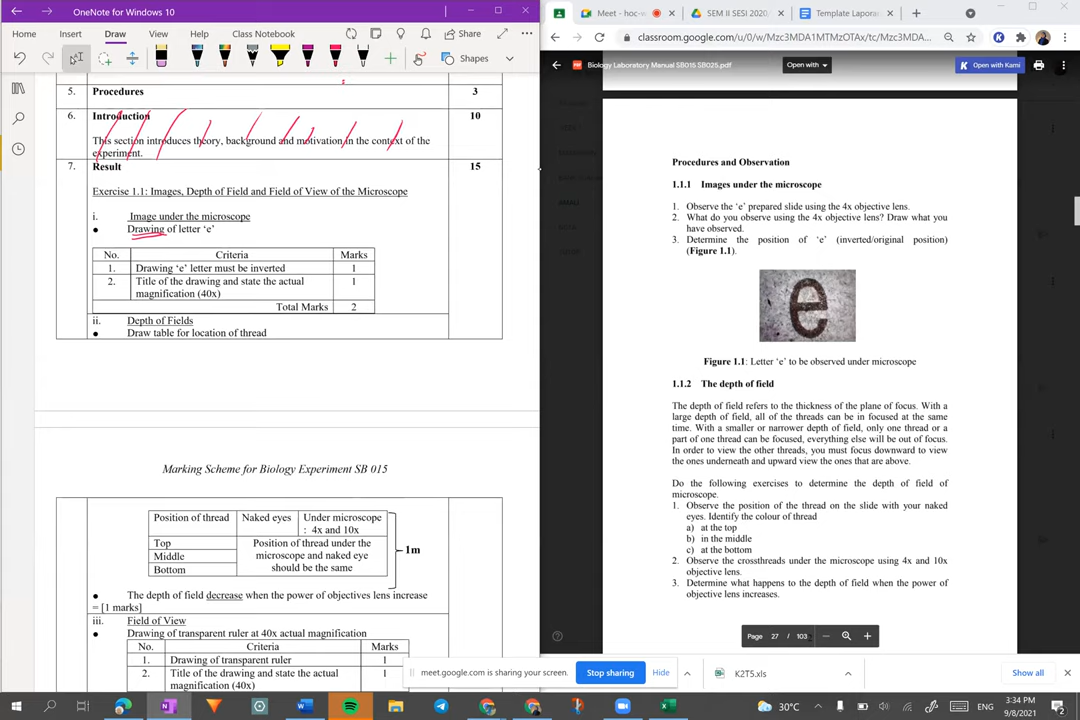 OneNote for Windows 10
Home Insert Draw View Help Class Notebook Share
Shapes
5. Procedures 3
6. Introduction 10
This section introduces theory, background and motivation in the context of the
experiment.
7. Result 15
Exercise 1.1: Images, Depth of Field and Field of View of the Microscope
i. Image under the microscope
● Drawing of letter ‘e’
No. Criteria Marks
1. Drawing ‘e’ letter must be inverted 1
2. Title of the drawing and state the actual 1
magnification (40x)
Total Marks 2
ii. Depth of Fields
● Draw table for location of thread
Marking Scheme for Biology Experiment SB 015
Position of thread Naked eyes Under microscope
: 4x and 10x
Top Position of thread under the
Middle microscope and naked eye
Bottom should be the same
1m
● The depth of field decrease when the power of objectives lens increase
= [1 marks]
iii. Field of View
● Drawing of transparent ruler at 40x actual magnification
No. Criteria Marks
1. Drawing of transparent ruler 1
2. Title of the drawing and state the actual 1
magnification (40x)
Meet - hoc-w SEM II SESI 2020 Template Lapora
classroom.google.com/u/0/w/Mzc3MDA1MTMzOTAx/tc/Mzc3MDA...
PDF Biology Laboratory Manual SB015 SB025.pdf Open with K Open with Kami
Procedures and Observation
1.1.1 Images under the microscope
1. Observe the ‘e’ prepared slide using the 4x objective lens.
2. What do you observe using the 4x objective lens? Draw what you
have observed.
3. Determine the position of ‘e’ (inverted/original position)
(Figure 1.1).
e
Figure 1.1: Letter ‘e’ to be observed under microscope
1.1.2 The depth of field
The depth of field refers to the thickness of the plane of focus. With a
large depth of field, all of the threads can be in focused at the same
time. With a smaller or narrower depth of field, only one thread or a
part of one thread can be focused, everything else will be out of focus.
In order to view the other threads, you must focus downward to view
the ones underneath and upward view the ones that are above.
Do the following exercises to determine the depth of field of
microscope.
1. Observe the position of the thread on the slide with your naked
eyes. Identify the colour of thread
a) at the top
b) in the middle
c) at the bottom
2. Observe the crossthreads under the microscope using 4x and 10x
objective lens.
3. Determine what happens to the depth of field when the power of
objective lens increases.
Page 27 / 103
meet.google.com is sharing your screen. Stop sharing Hide
K2T5.xls
Show all
30°C
3:34 PM
9/8/2021
2